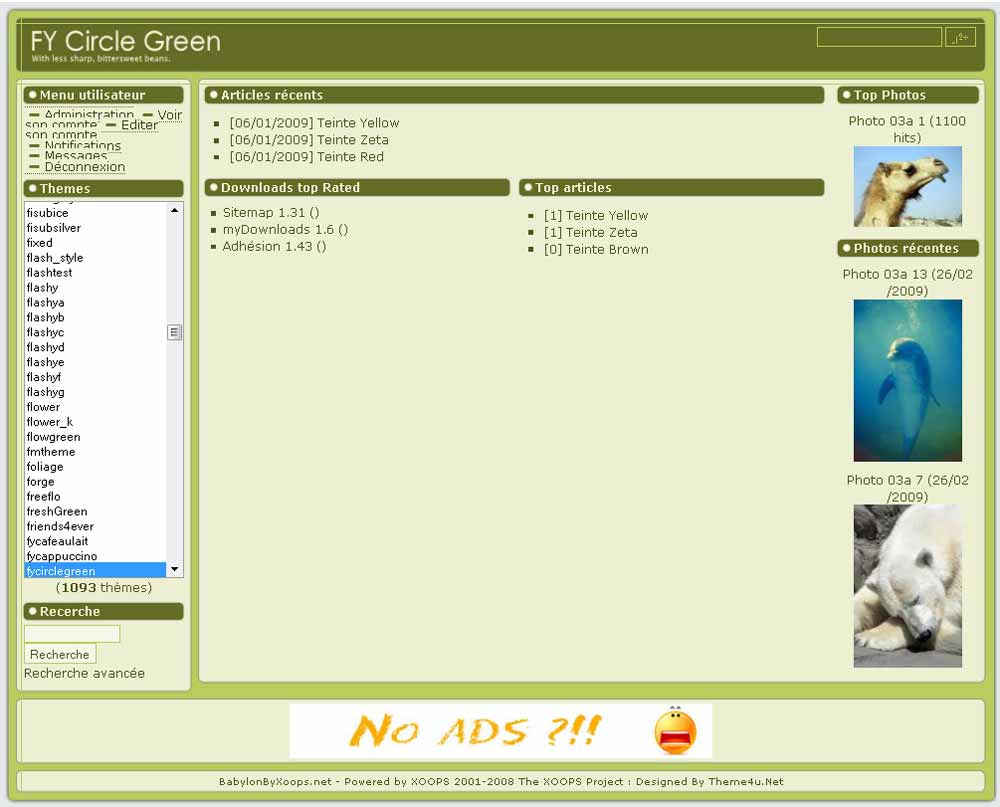 FY Circle Green
With less sharp, bittersweet beans.
Menu utilisateur
Administration Voir
son compte Editer
son compte
Notifications
Messages
Déconnexion
Themes
fisubice
fisubsilver
fixed
flash_style
flashtest
flashy
flashya
flashyb
flashyc
flashyd
flashye
flashyf
flashyg
flower
flower_k
flowgreen
fmtheme
foliage
forge
freeflo
freshGreen
friends4ever
fycafeaulait
fycappuccino
fycirclegreen
(1093 thèmes)
Recerche
Recherche
Recherche avancée
Articles récents
[06/01/2009] Teinte Yellow
[06/01/2009] Teinte Zeta
[06/01/2009] Teinte Red
Downloads top Rated
Sitemap 1.31 ()
myDownloads 1.6 ()
Adhésion 1.43 ()
Top articles
[1] Teinte Yellow
[1] Teinte Zeta
[0] Teinte Brown
Top Photos
Photo 03a 1 (1100
hits)
Photos récentes
Photo 03a 13 (26/02
/2009)
Photo 03a 7 (26/02
/2009)
No ADS ?!!
BabylonByXoops.net - Powered by XOOPS 2001-2008 The XOOPS Project : Designed By Theme4u.Net